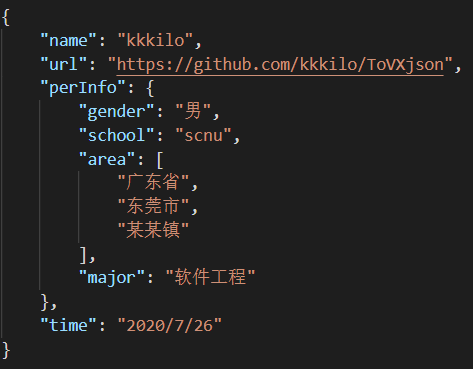 {
    "name": "kkkilo",
    "url": "https://github.com/kkkilo/ToVXjson",
    "perInfo": {
        "gender": "男",
        "school": "scnu",
        "area": [
            "广东省",
            "东莞市",
            "某某镇"
        ],
        "major": "软件工程"
    },
    "time": "2020/7/26"
}